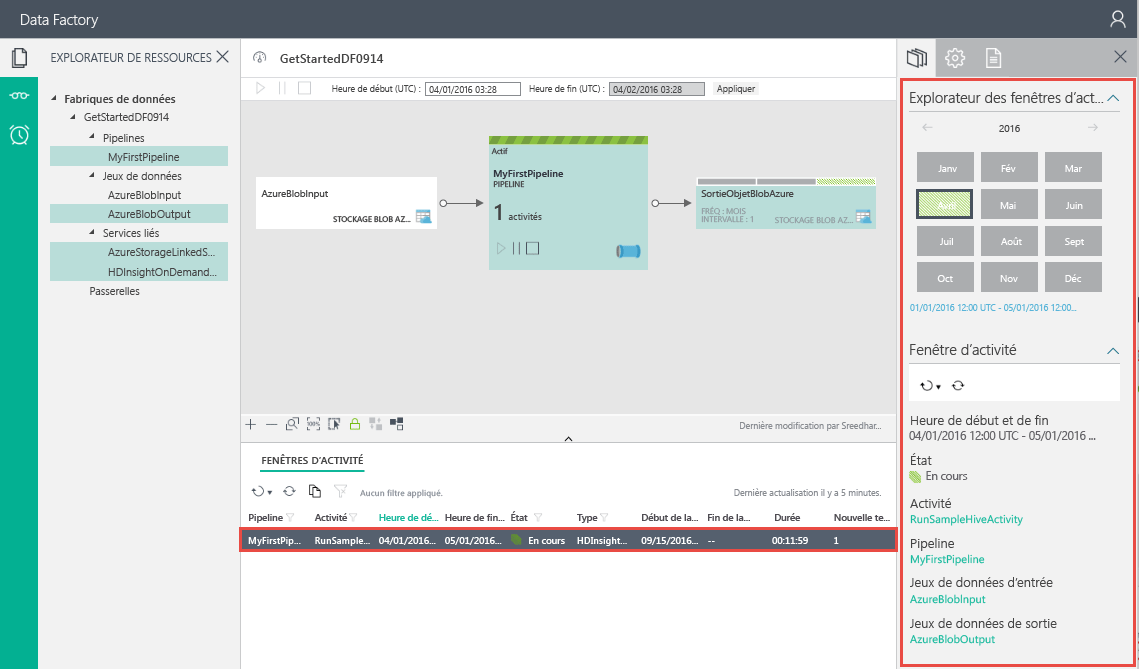 Data Factory
EXPLORATEUR DE RESSOURCES
Fabriques de données
GetStartedDF0914
Pipelines
MyFirstPipeline
Jeux de données
AzureBlobInput
AzureBlobOutput
Services liés
AzureStorageLinkedS...
HDInsightOnDemand...
Passerelles
GetStartedDF0914
Heure de début (UTC) : 04/01/2016 03:28 Heure de fin (UTC) : 04/02/2016 03:28 Appliquer
AzureBlobInput
STOCKAGE BLOB AZ...
Actif
MyFirstPipeline
PIPELINE
1 activités
SortieObjetBlobAzure
FRÉQ : MOIS
INTERVALLE : 1
STOCKAGE BLOB AZ...
100%
Dernière modification par Sreedhar...
FENÊTRES D'ACTIVITÉ
Aucun filtre appliqué.
Dernière actualisation il y a 5 minutes.
Pipeline Activité Heure de dé... Heure de fin... État Type Début de la... Fin de la... Durée Nouvelle te...
MyFirstPip... RunSample... 04/01/2016... 05/01/2016... En cours HDInsight... 09/15/2016... -- 00:11:59 1
Explorateur des fenêtres d'act...
2016
Janv Fév Mar
Avril Mai Juin
Juil Août Sept
Oct Nov Déc
01/01/2016 12:00 UTC - 05/01/2016 12:00...
Fenêtre d'activité
Heure de début et de fin
04/01/2016 12:00 UTC - 05/01/2016 ...
État
En cours
Activité
RunSampleHiveActivity
Pipeline
MyFirstPipeline
Jeux de données d'entrée
AzureBlobInput
Jeux de données de sortie
AzureBlobOutput